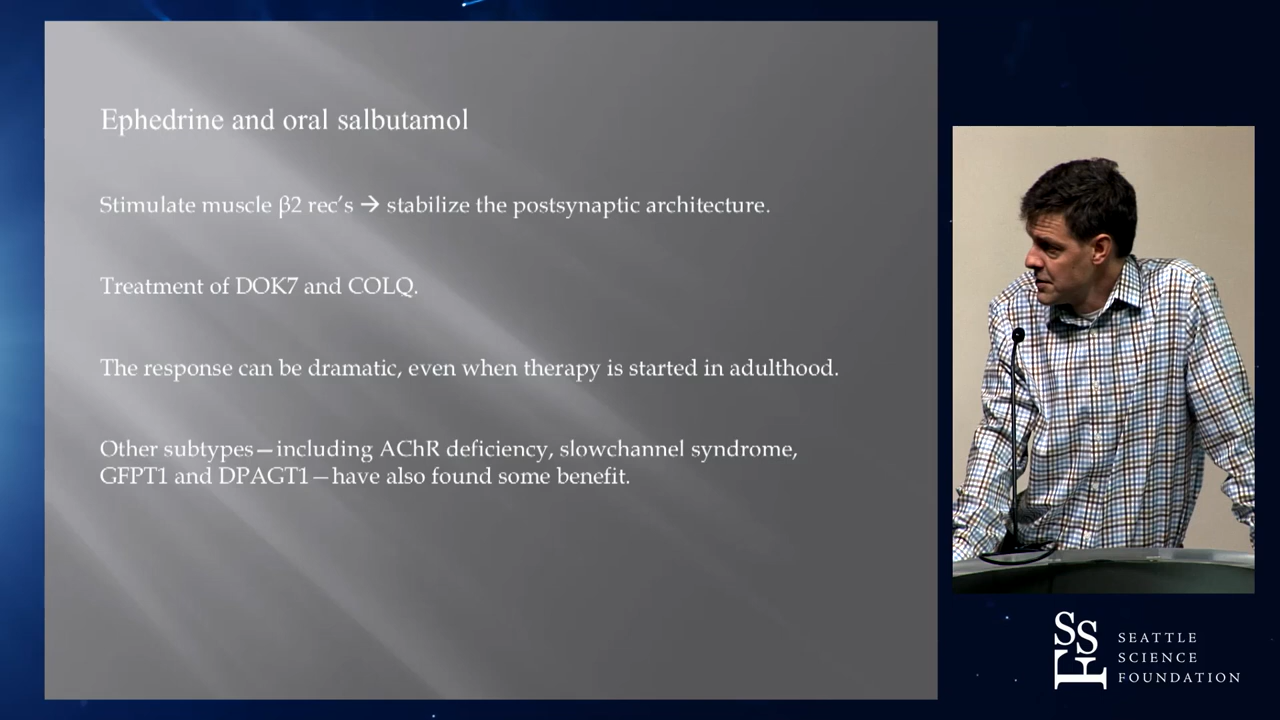 Ephedrine and oral salbutamol
Stimulate muscle β2 rec's → stabilize the postsynaptic architecture.
Treatment of DOK7 and COLQ.
The response can be dramatic, even when therapy is started in adulthood.
Other subtypes—including AChR deficiency, slowchannel syndrome,
GFPT1 and DPAGT1—have also found some benefit.
SSF
SEATTLE
SCIENCE
FOUNDATION